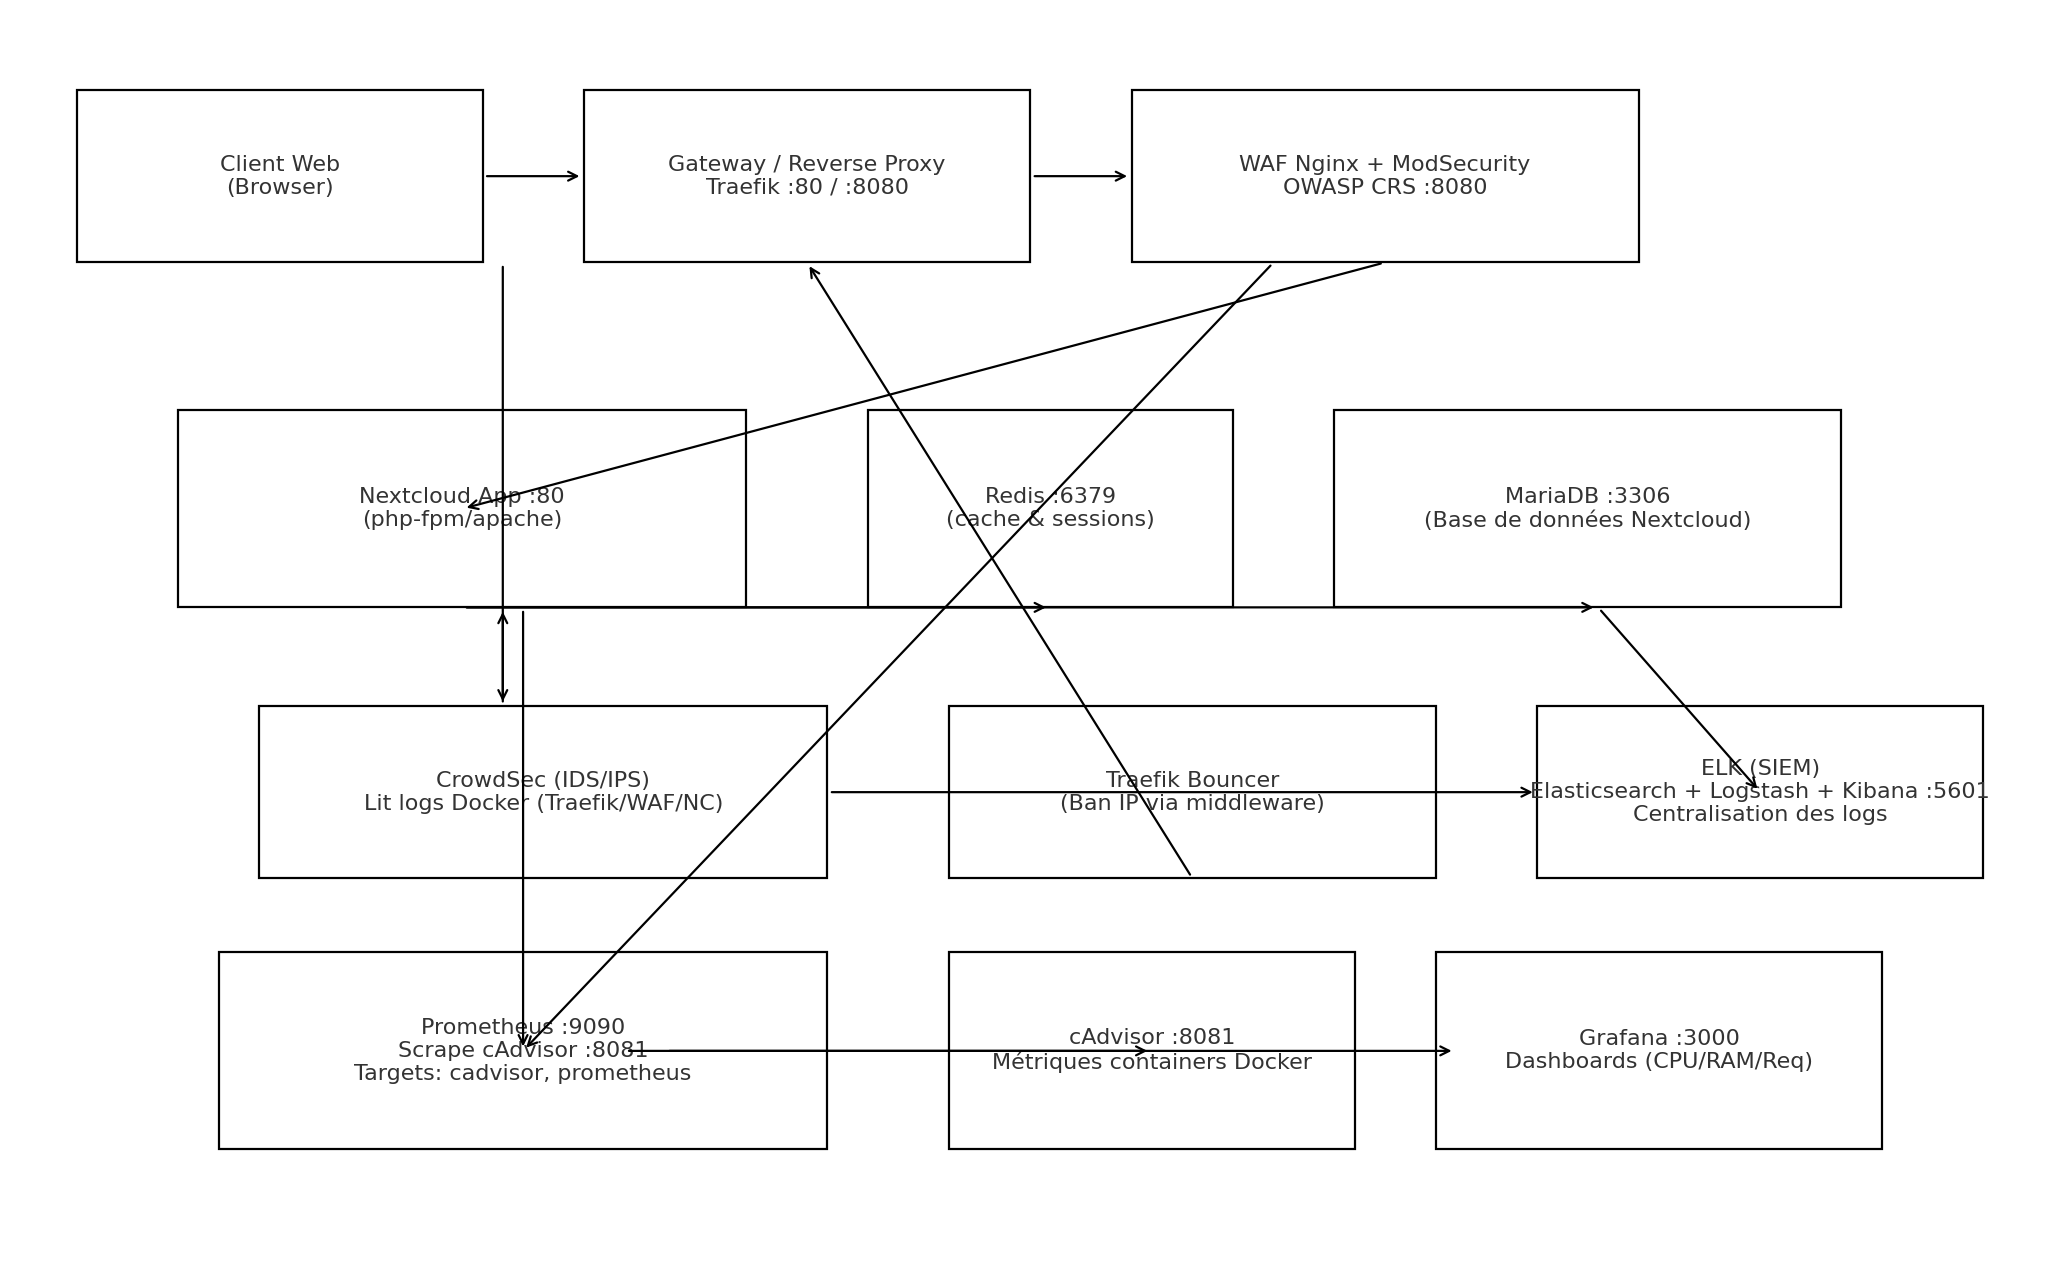 Client Web
(Browser)
Gateway / Reverse Proxy
Traefik :80 / :8080
WAF Nginx + ModSecurity
OWASP CRS :8080
Nextcloud App :80
(php-fpm/apache)
Redis :6379
(cache & sessions)
MariaDB :3306
(Base de données Nextcloud)
CrowdSec (IDS/IPS)
Lit logs Docker (Traefik/WAF/NC)
Traefik Bouncer
(Ban IP via middleware)
ELK (SIEM)
Elasticsearch + Logstash + Kibana :5601
Centralisation des logs
Prometheus :9090
Scrape cAdvisor :8081
Targets: cadvisor, prometheus
cAdvisor :8081
Métriques containers Docker
Grafana :3000
Dashboards (CPU/RAM/Req)